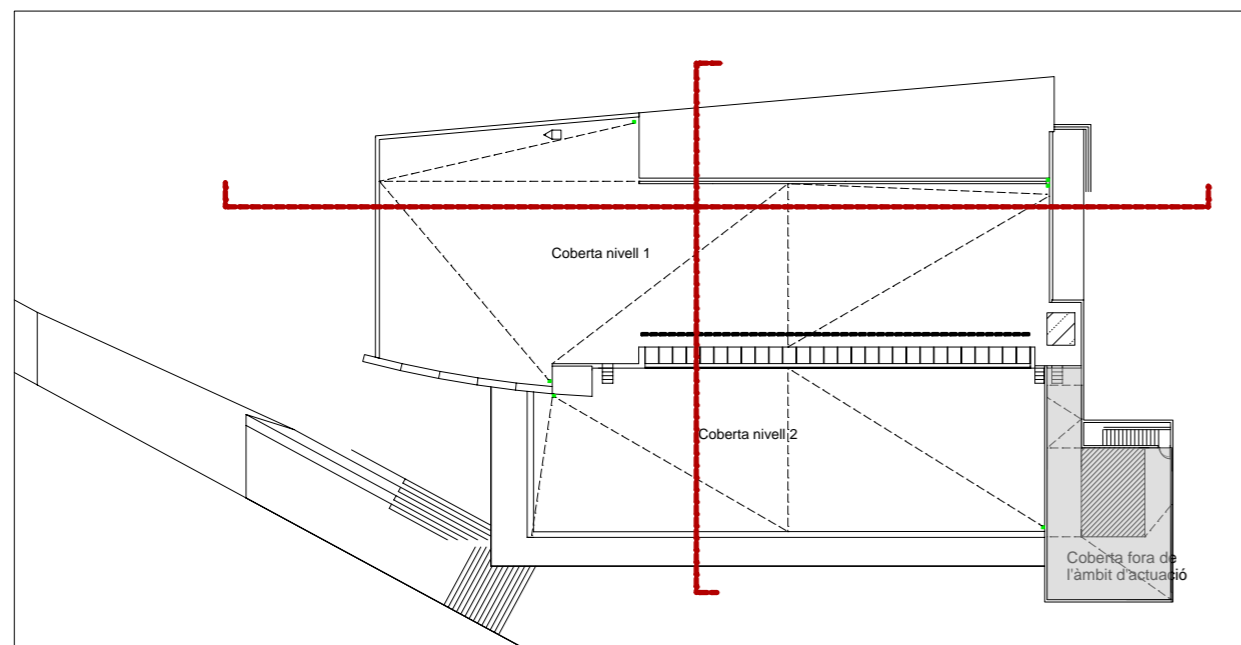 Coberta nivell 1
Coberta nivell 2
Coberta fora de
l'àmbit d'actuació